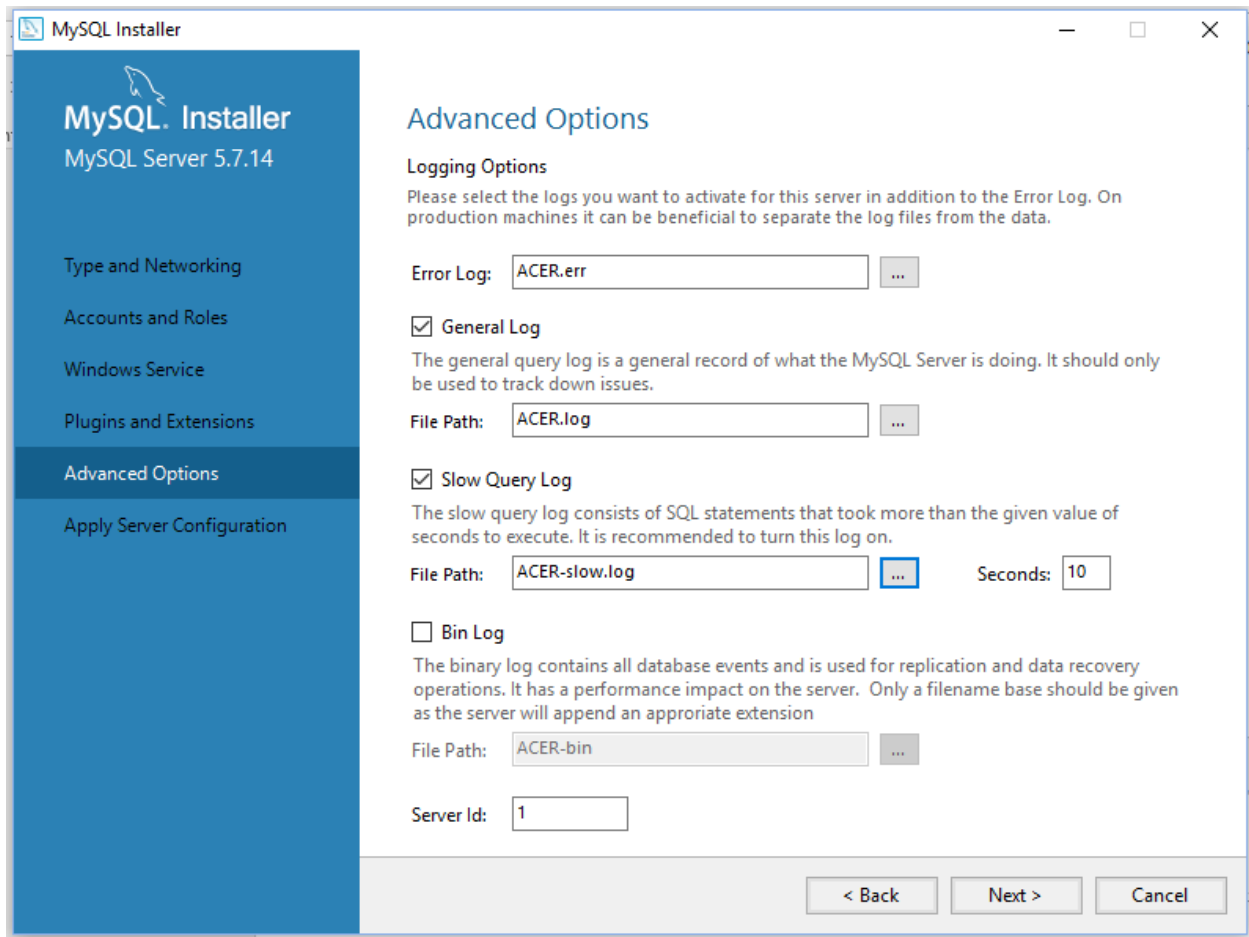 MySQL Installer
MySQL. Installer
MySQL Server 5.7.14
Type and Networking
Accounts and Roles
Windows Service
Plugins and Extensions
Advanced Options
Apply Server Configuration
Advanced Options
Logging Options
Please select the logs you want to activate for this server in addition to the Error Log. On
production machines it can be beneficial to separate the log files from the data.
Error Log: ACER.err ...
General Log
The general query log is a general record of what the MySQL Server is doing. It should only
be used to track down issues.
File Path: ACER.log ...
Slow Query Log
The slow query log consists of SQL statements that took more than the given value of
seconds to execute. It is recommended to turn this log on.
File Path: ACER-slow.log ... Seconds: 10
Bin Log
The binary log contains all database events and is used for replication and data recovery
operations. It has a performance impact on the server.  Only a filename base should be given
as the server will append an approriate extension
File Path: ACER-bin ...
Server Id: 1
< Back Next > Cancel